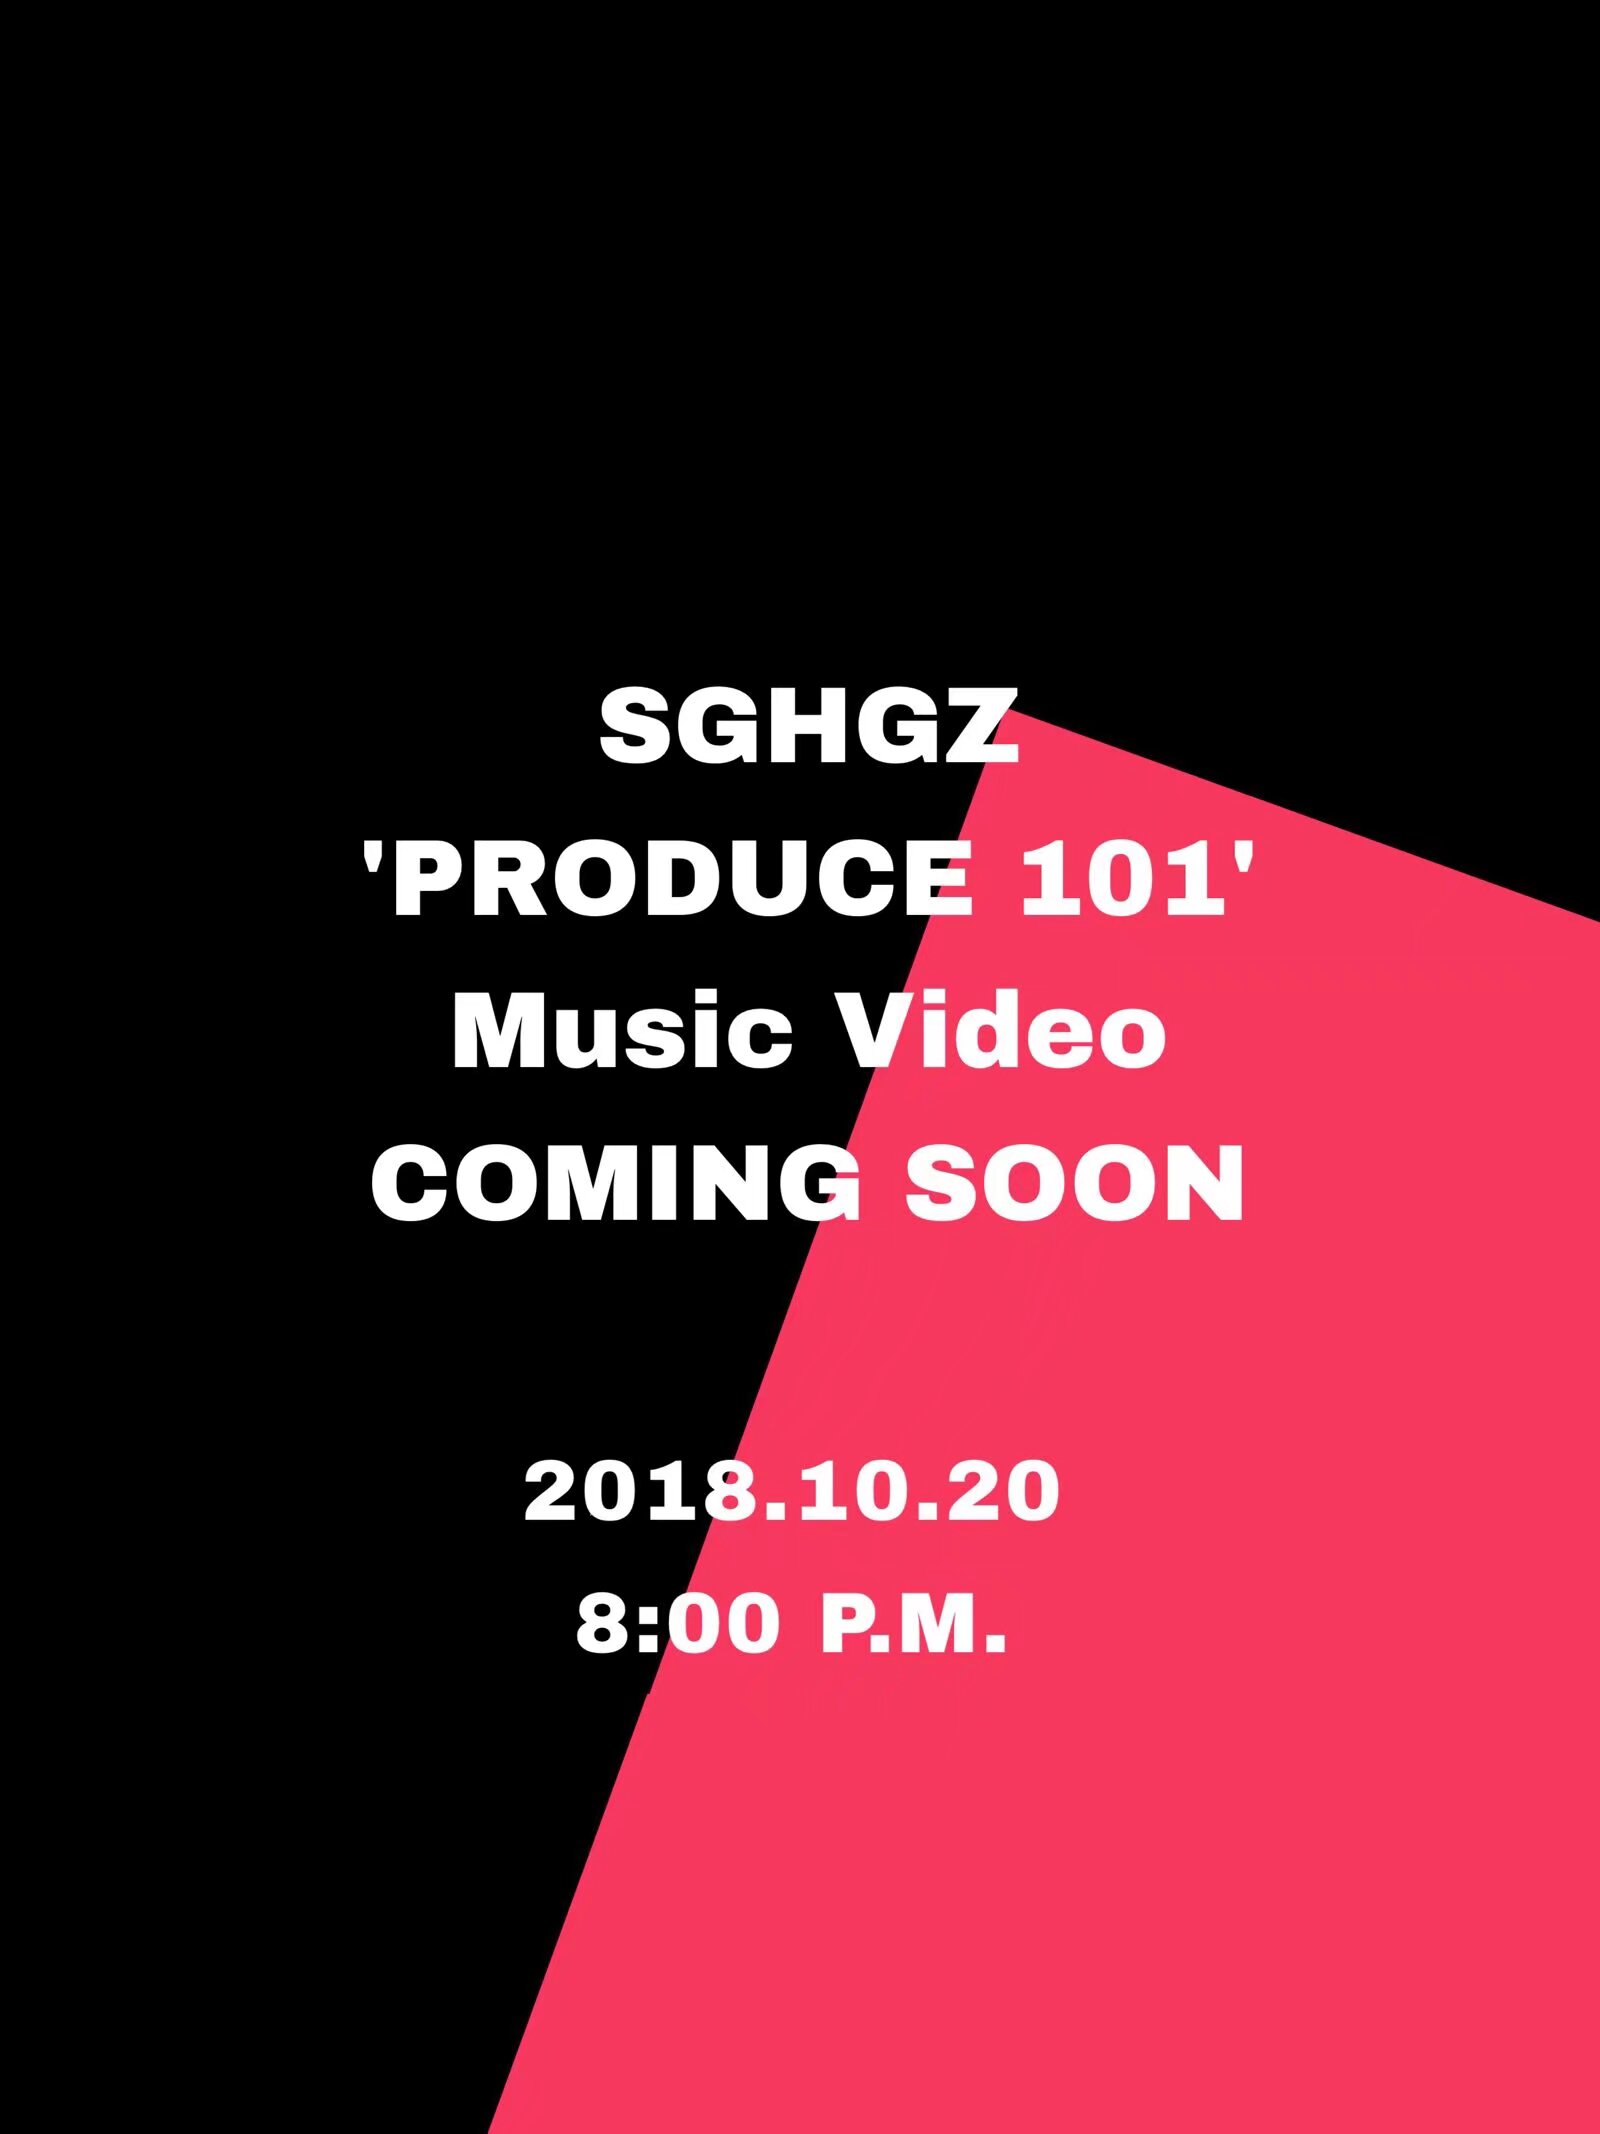 SGHGZ
'PRODUCE 101'
Music Video
COMING SOON
2018.10.20
8:00 P.M.